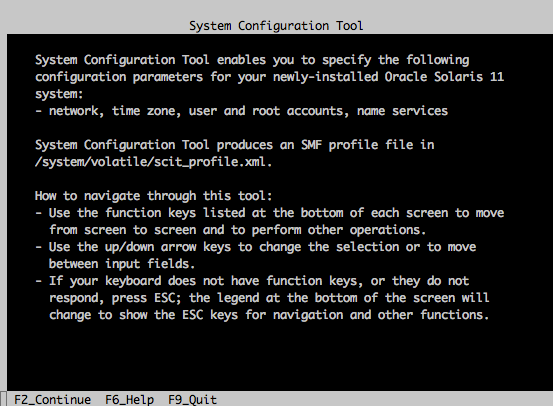 System Configuration Tool
System Configuration Tool enables you to specify the following
configuration parameters for your newly-installed Oracle Solaris 11
system:
- network, time zone, user and root accounts, name services
System Configuration Tool produces an SMF profile file in
/system/volatile/scit_profile.xml.
How to navigate through this tool:
- Use the function keys listed at the bottom of each screen to move
from screen to screen and to perform other operations.
- Use the up/down arrow keys to change the selection or to move
between input fields.
- If your keyboard does not have function keys, or they do not
respond, press ESC; the legend at the bottom of the screen will
change to show the ESC keys for navigation and other functions.
F2_Continue F6_Help F9_Quit